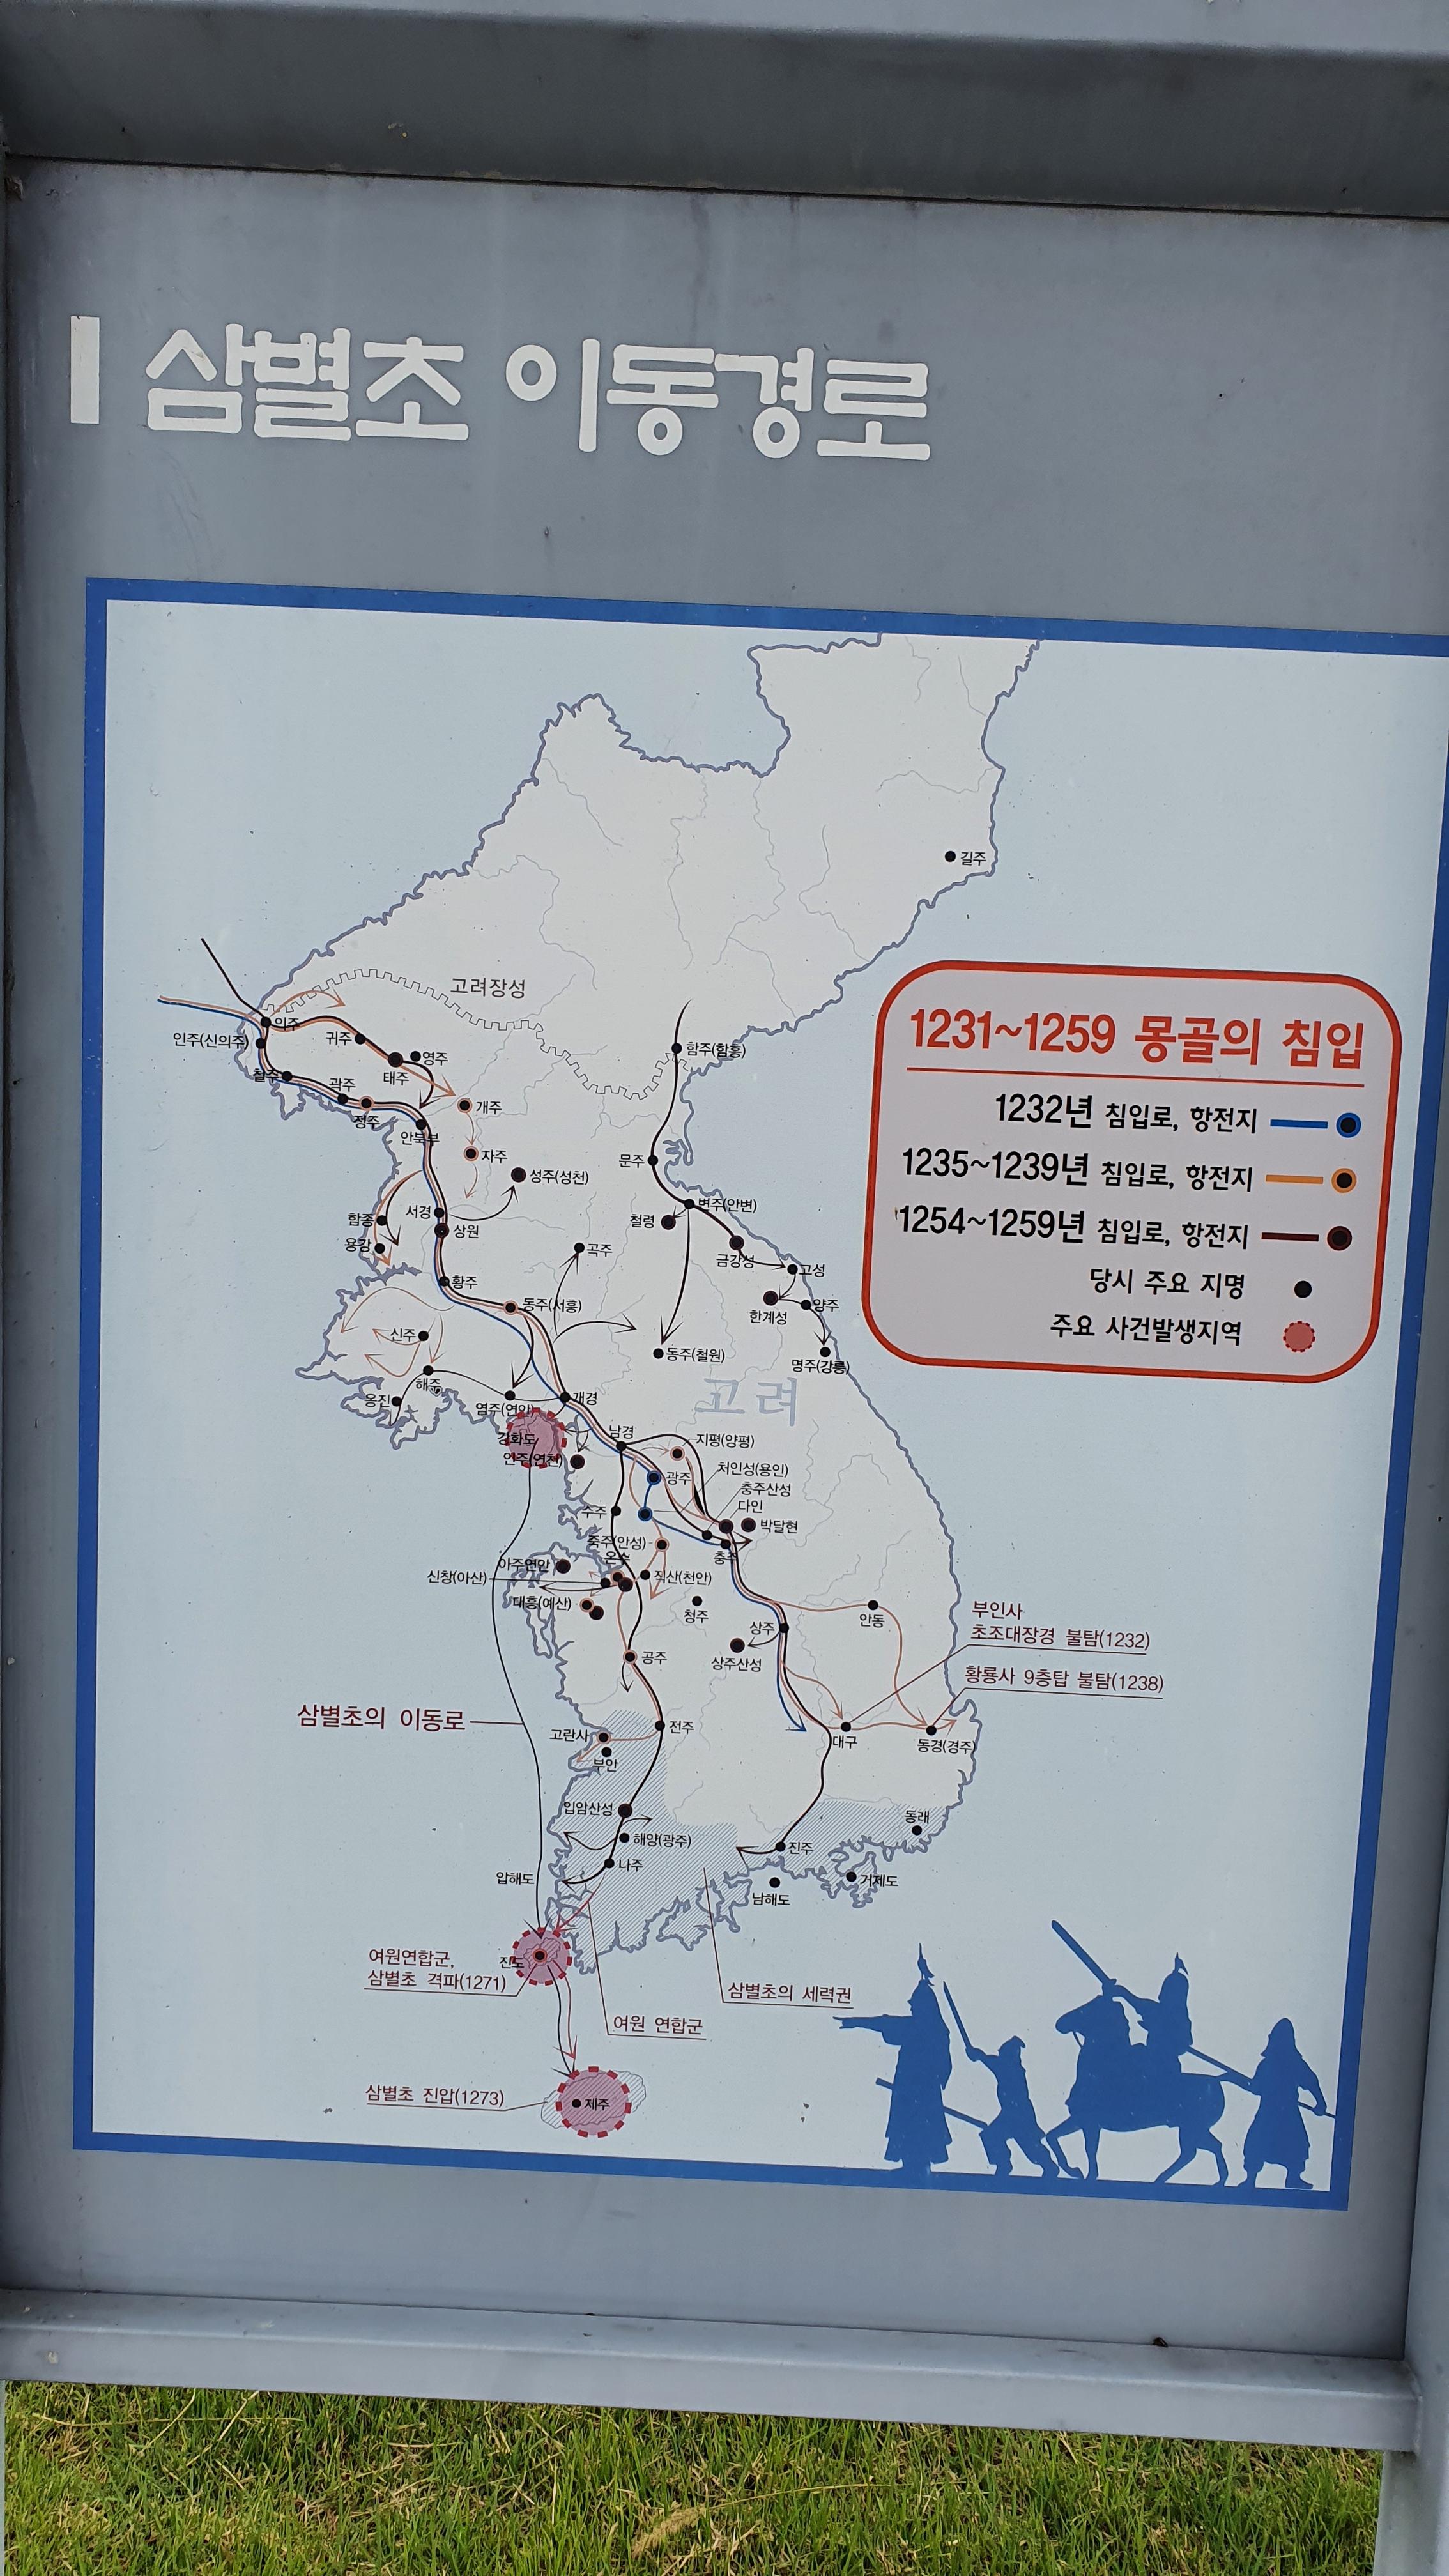 삼별초 이동경로
길주
고려장성
의주
인주(신의주)
귀주
영주
태주
철주
곽주
정주
개주
안북부
자주
성주(성천)
함주(함흥)
문주
변주(안변)
철령
금강성
고성
한계성
양주
명주(강릉)
동주(철원)
함종
서경
상원
용강
곡주
황주
동주(서흥)
신주
해주
옹진
염주(연안)
개경
고려
강화도
남경
지평(양평)
광주
처인성(용인)
충주산성
다인
박달현
수주
죽주(안성)
온수
충주
아주연안
신창(아산)
직산(천안)
대흥(예산)
청주
안동
상주
상주산성
공주
부인사
초조대장경 불탐(1232)
황룡사 9층탑 불탐(1238)
삼별초의 이동로
고란사
전주
부안
대구
동경(경주)
입암산성
해양(광주)
나주
압해도
동래
진주
거제도
남해도
여원연합군,
삼별초 격파(1271)
진도
삼별초의 세력권
여원 연합군
삼별초 진압(1273)
제주
1231~1259 몽골의 침입
1232년 침입로, 항전지
1235~1239년 침입로, 항전지
1254~1259년 침입로, 항전지
당시 주요 지명
주요 사건발생지역